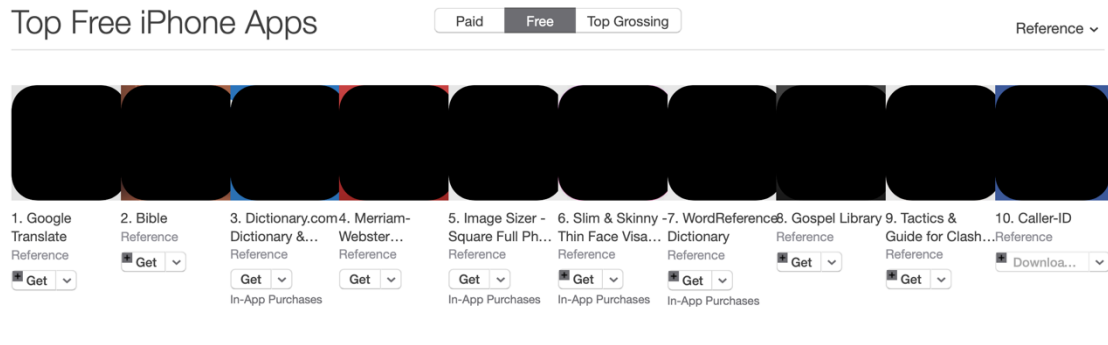 Top Free iPhone Apps
Paid
Free
Top Grossing
Reference
1. Google
Translate
Reference
Get
2. Bible
Reference
Get
3. Dictionary.com
Dictionary &...
Reference
Get
In-App Purchases
4. Merriam-
Webster...
Reference
Get
5. Image Sizer -
Square Full Ph...
Reference
Get
In-App Purchases
6. Slim & Skinny -
Thin Face Visa...
Reference
Get
In-App Purchases
7. WordReference
Dictionary
Reference
Get
In-App Purchases
8. Gospel Library
Reference
Get
9. Tactics &
Guide for Clash...
Reference
Get
10. Caller-ID
Reference
Downloa...